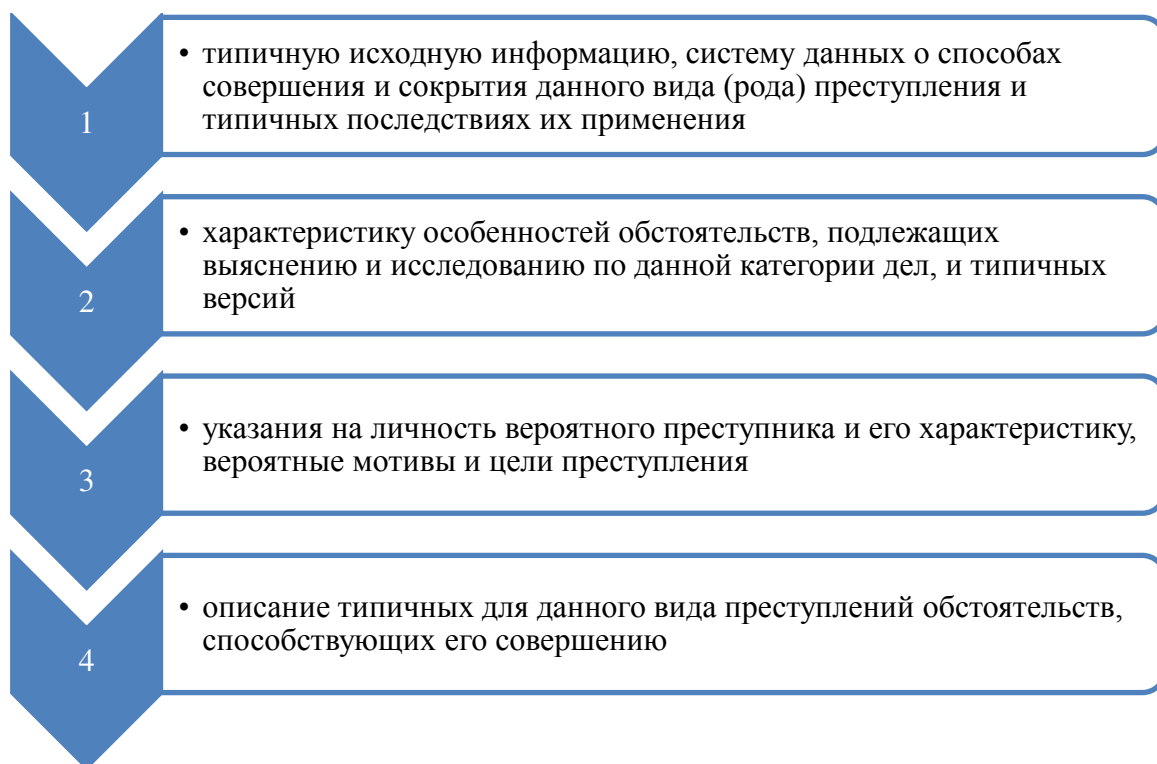 1
• типичную исходную информацию, систему данных о способах
совершения и сокрытия данного вида (рода) преступления и
типичных последствиях их применения
2
• характеристику особенностей обстоятельств, подлежащих
выяснению и исследованию по данной категории дел, и типичных
версий
3
• указания на личность вероятного преступника и его характеристику,
вероятные мотивы и цели преступления
4
• описание типичных для данного вида преступлений обстоятельств,
способствующих его совершению